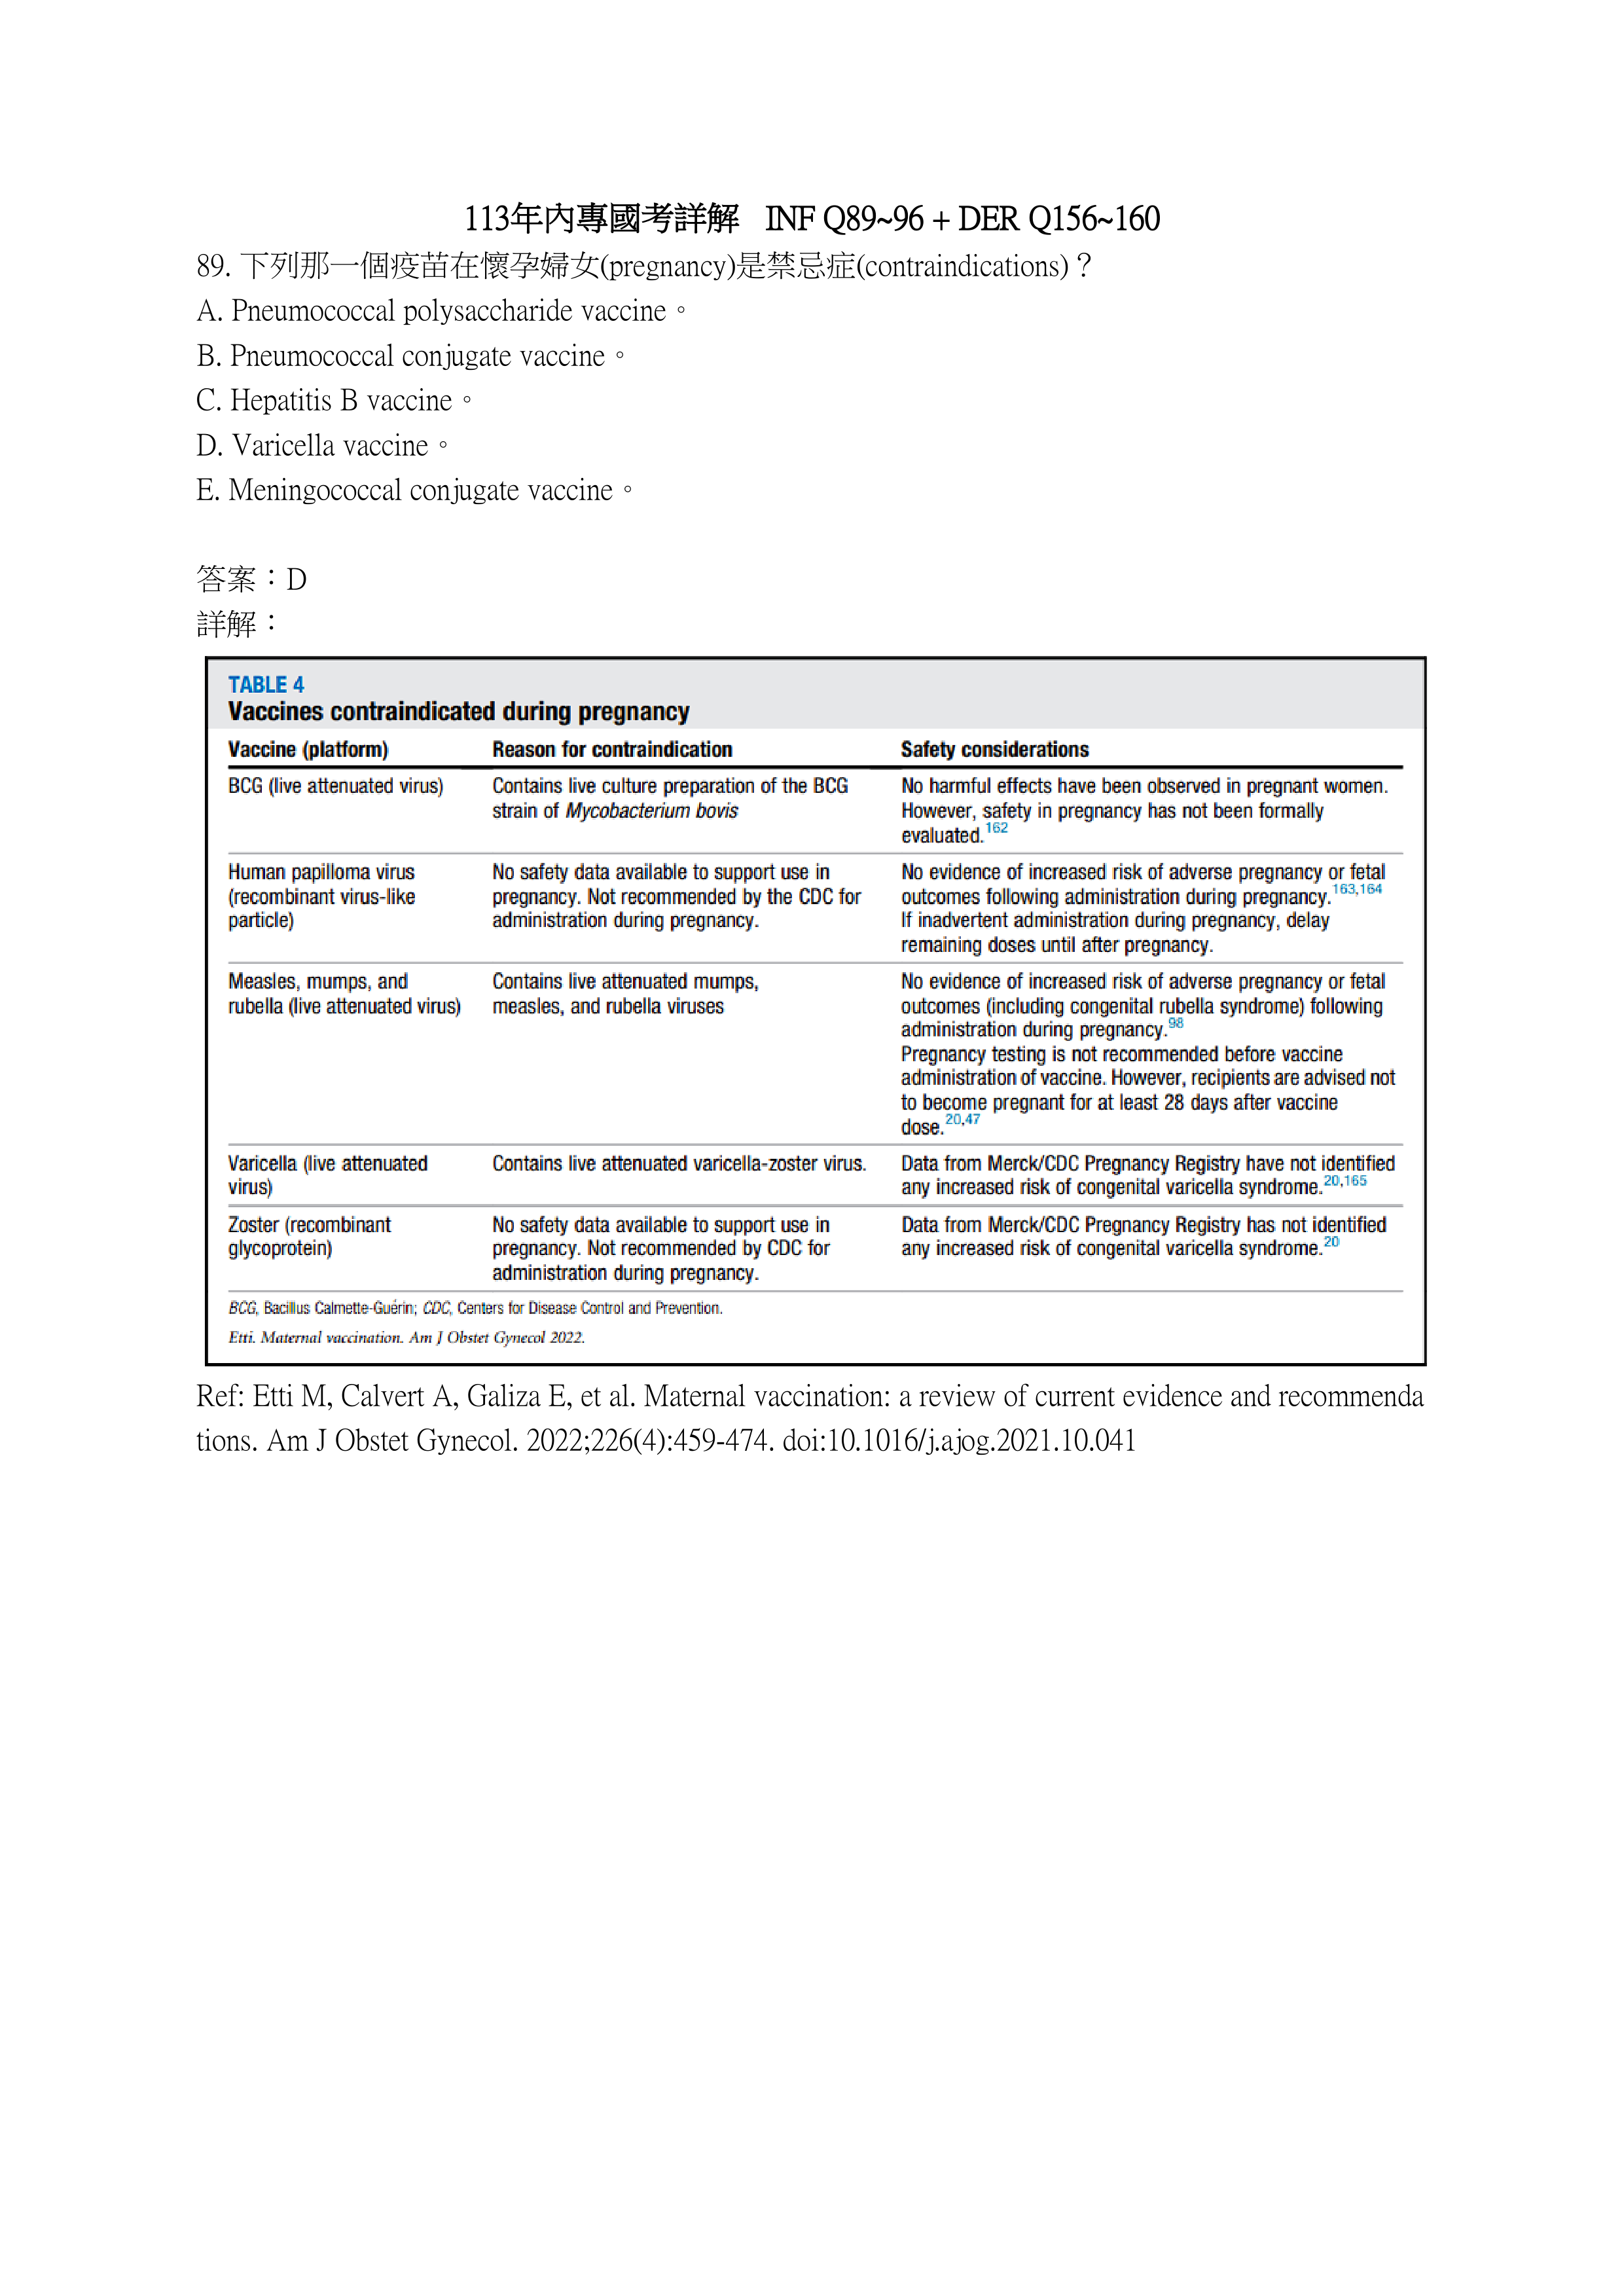 113年內專國考詳解 INF Q89~96 + DER Q156~160
89. 下列那一個疫苗在懷孕婦女(pregnancy)是禁忌症(contraindications)？
A. Pneumococcal polysaccharide vaccine。
B. Pneumococcal conjugate vaccine。
C. Hepatitis B vaccine。
D. Varicella vaccine。
E. Meningococcal conjugate vaccine。
答案：D
詳解：
TABLE 4
Vaccines contraindicated during pregnancy
Vaccine (platform) Reason for contraindication Safety considerations
BCG (live attenuated virus) Contains live culture preparation of the BCG No harmful effects have been observed in pregnant women.
strain of Mycobacterium bovis However, safety in pregnancy has not been formally
evaluated.162
Human papilloma virus No safety data available to support use in No evidence of increased risk of adverse pregnancy or fetal
(recombinant virus-like pregnancy. Not recommended by the CDC for outcomes following administration during pregnancy.163,164
particle) administration during pregnancy. If inadvertent administration during pregnancy, delay
remaining doses until after pregnancy.
Measles, mumps, and Contains live attenuated mumps, No evidence of increased risk of adverse pregnancy or fetal
rubella (live attenuated virus) measles, and rubella viruses outcomes (including congenital rubella syndrome) following
administration during pregnancy.98
Pregnancy testing is not recommended before vaccine
administration of vaccine. However, recipients are advised not
to become pregnant for at least 28 days after vaccine
dose.20,47
Varicella (live attenuated Contains live attenuated varicella-zoster virus. Data from Merck/CDC Pregnancy Registry have not identified
virus) any increased risk of congenital varicella syndrome.20,165
Zoster (recombinant No safety data available to support use in Data from Merck/CDC Pregnancy Registry has not identified
glycoprotein) pregnancy. Not recommended by CDC for any increased risk of congenital varicella syndrome.20
administration during pregnancy.
BCG, Bacillus Calmette-Guérin; CDC, Centers for Disease Control and Prevention.
Etti. Maternal vaccination. Am J Obstet Gynecol 2022.
Ref: Etti M, Calvert A, Galiza E, et al. Maternal vaccination: a review of current evidence and recommenda
tions. Am J Obstet Gynecol. 2022;226(4):459-474. doi:10.1016/j.ajog.2021.10.041